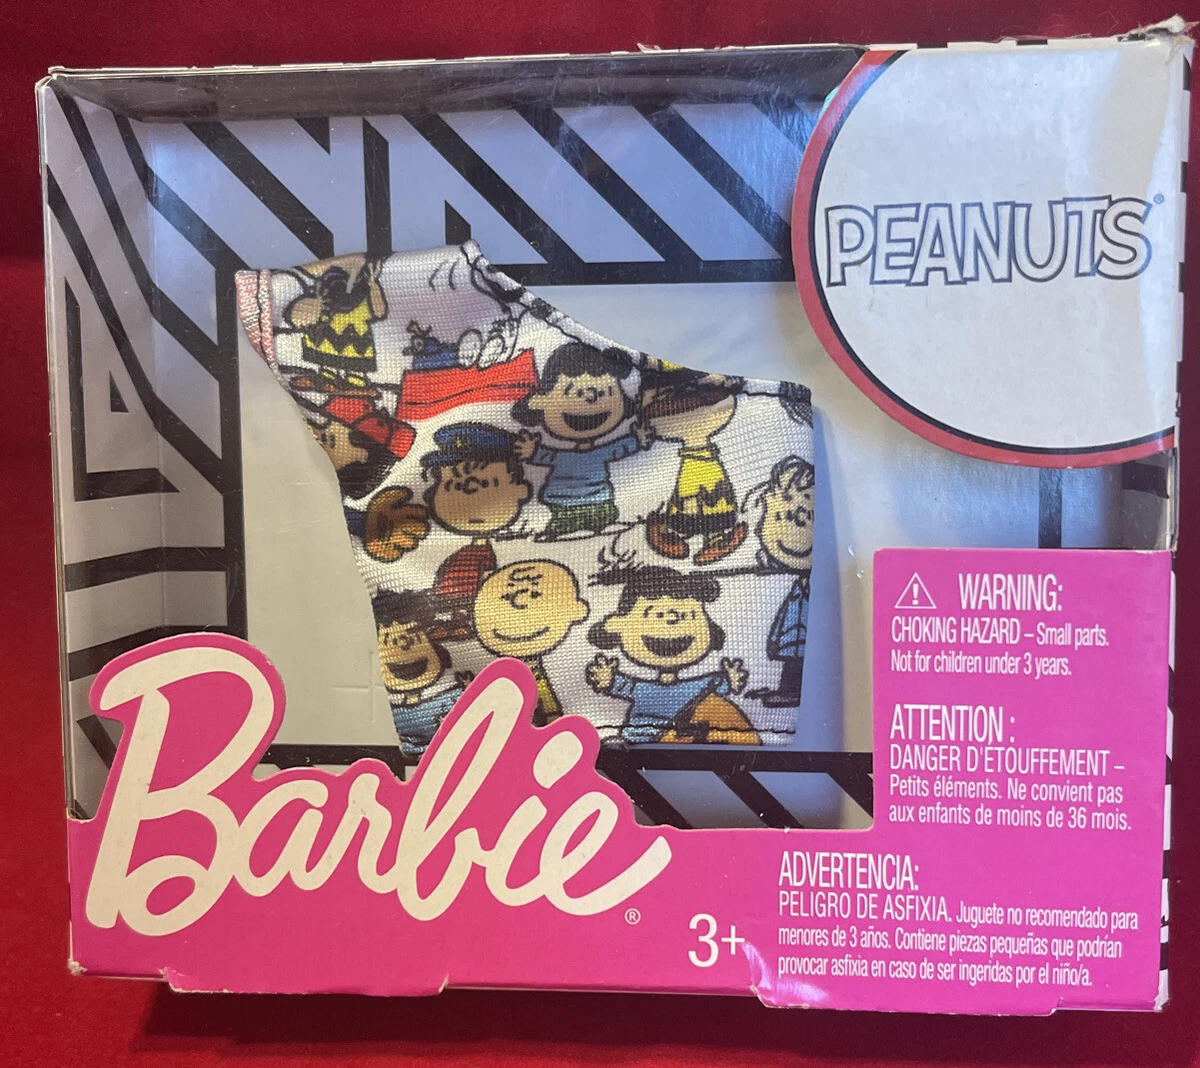 PEANUTS®
⚠ WARNING:
CHOKING HAZARD – Small parts.
Not for children under 3 years.
ATTENTION :
DANGER D'ÉTOUFFEMENT –
Petits éléments. Ne convient pas
aux enfants de moins de 36 mois.
Barbie®
3+
ADVERTENCIA:
PELIGRO DE ASFIXIA. Juguete no recomendado para
menores de 3 años. Contiene piezas pequeñas que podrían
provocar asfixia en caso de ser ingeridas por el niño/a.